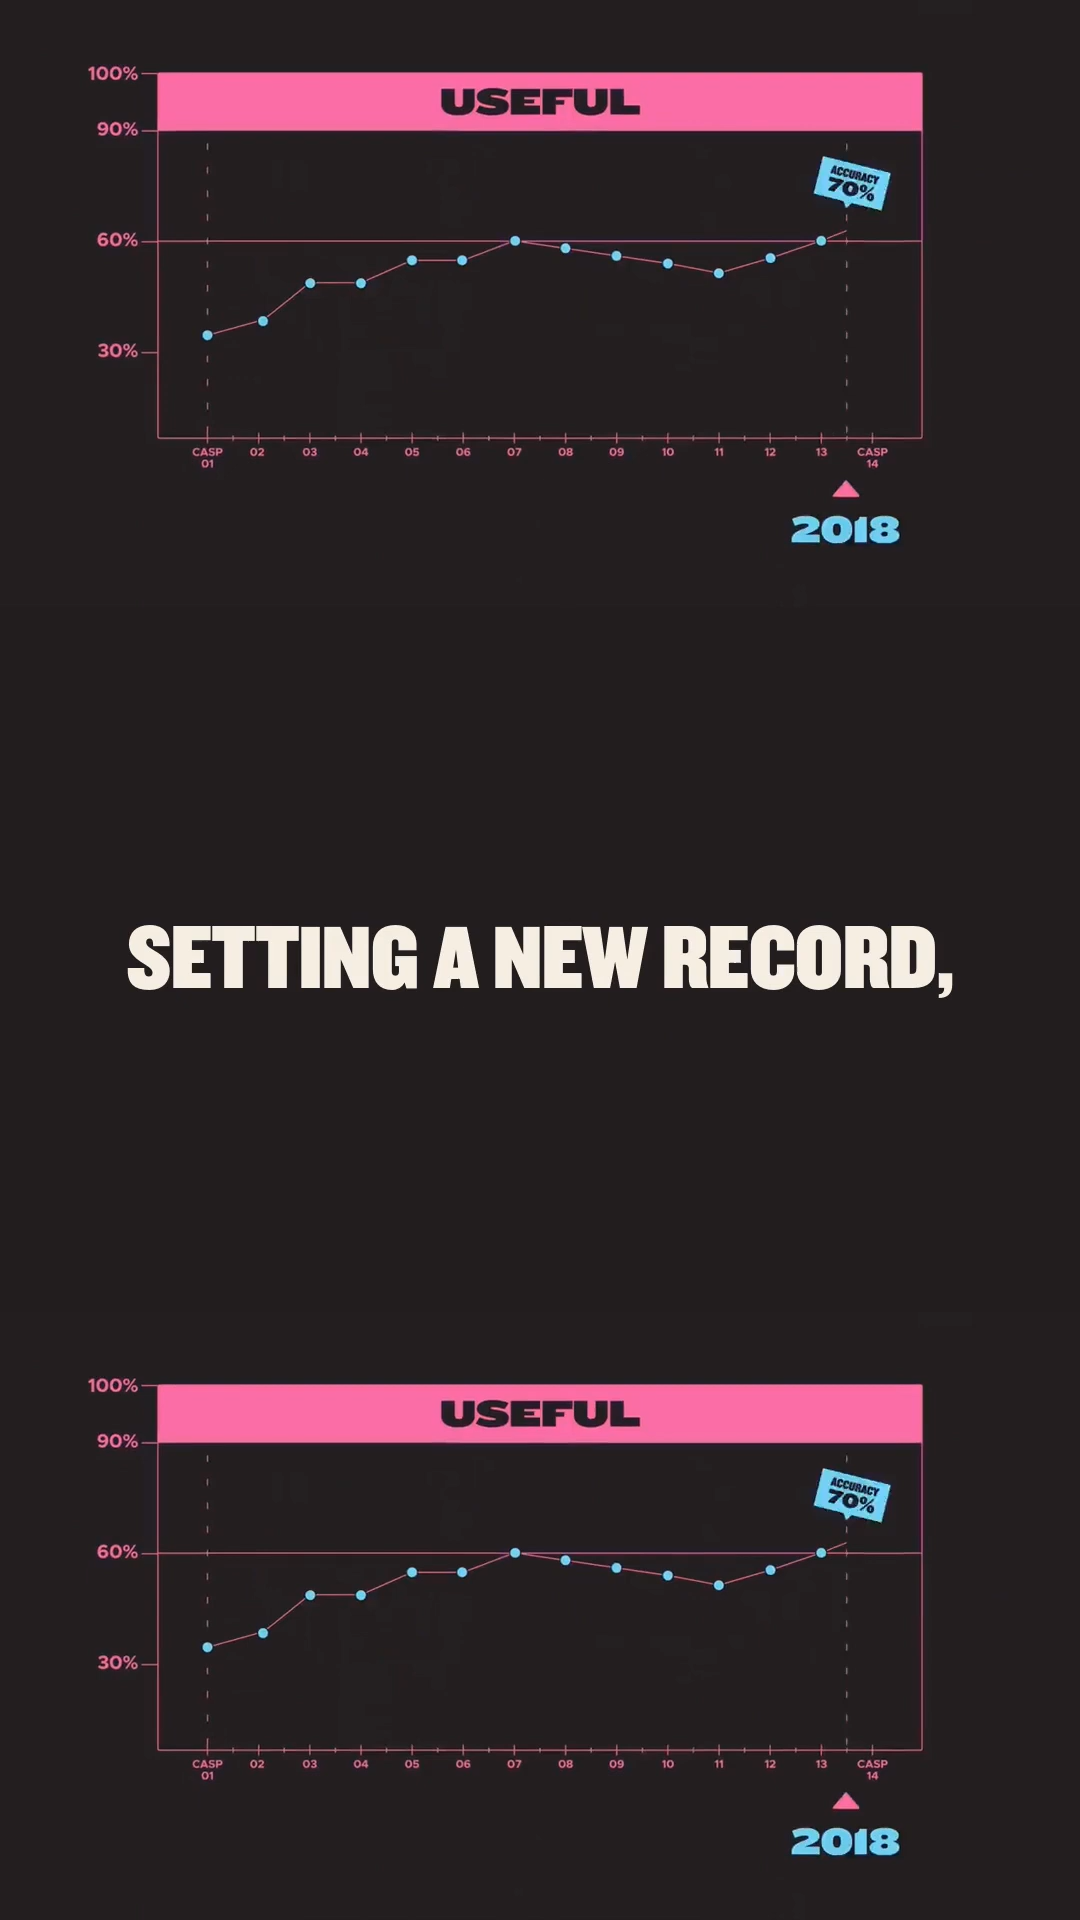 100%
USEFUL
90%
ACCURACY
70%
60%
30%
CASP 02 03 04 05 06 07 08 09 10 11 12 13 CASP
01 14
2018
SETTING A NEW RECORD,
100%
USEFUL
90%
ACCURACY
70%
60%
30%
CASP 02 03 04 05 06 07 08 09 10 11 12 13 CASP
01 14
2018